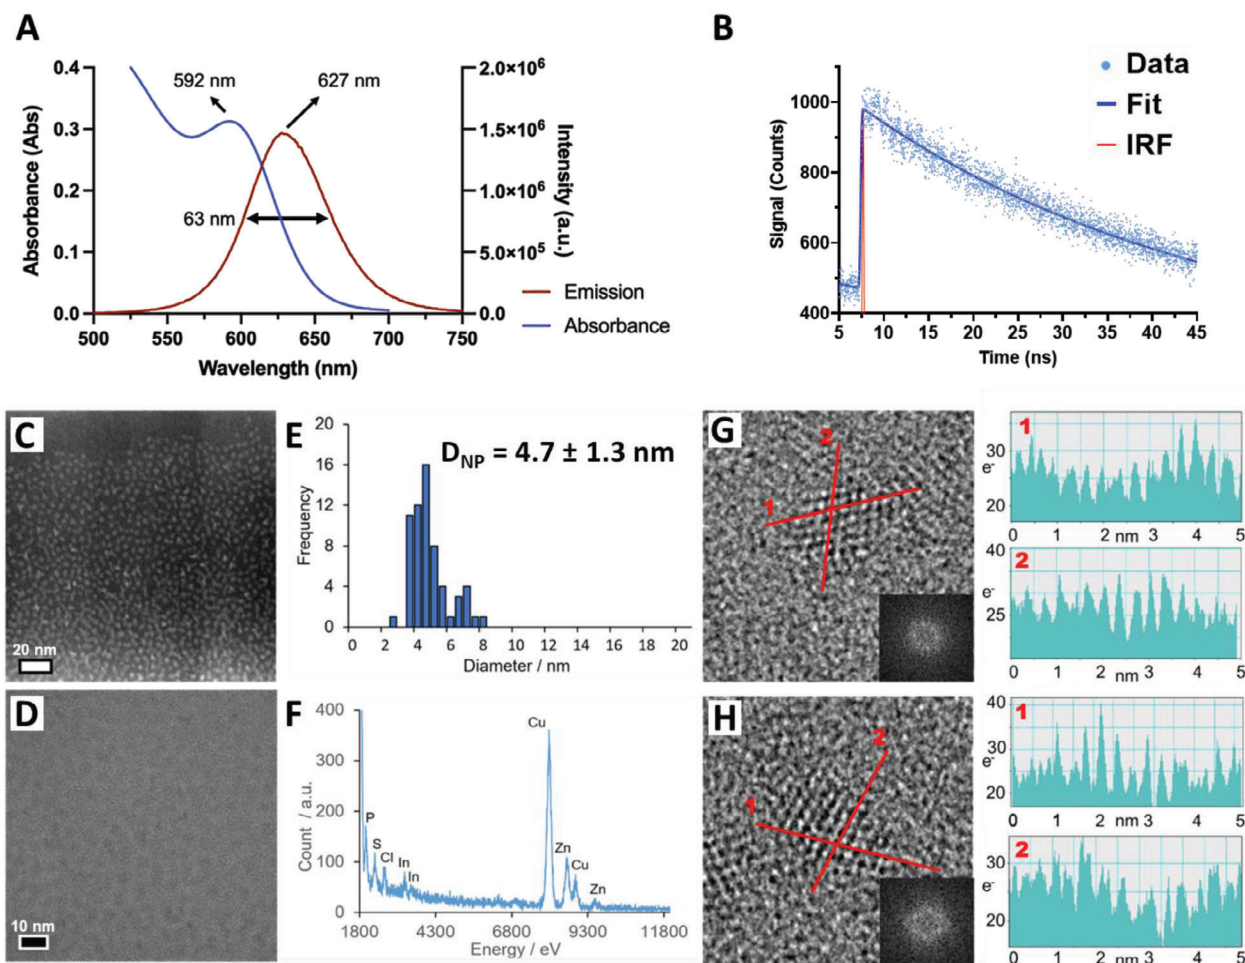 A
0.4
0.3
0.2
0.1
0.0
Absorbance (Abs)
592 nm
627 nm
63 nm
2.0×10⁶
1.5×10⁶
1.0×10⁶
5.0×10⁵
0.0
Intensity (a.u.)
500 550 600 650 700 750
Wavelength (nm)
Emission
Absorbance
B
Data
Fit
IRF
1000
800
600
400
Signal (Counts)
5 10 15 20 25 30 35 40 45
Time (ns)
C
20 nm
E
D_NP = 4.7 ± 1.3 nm
20
16
12
8
4
0
Frequency
0 2 4 6 8 10 12 14 16 18 20
Diameter / nm
G
2
1
1
30
e⁻
20
0 1 2 nm 3 4 5
2
40
e⁻
25
0 1 2 nm 3 4 5
D
10 nm
F
400
300
200
100
0
Count / a.u.
P
S
Cl
In
In
Cu
Zn
Cu
Zn
1800 4300 6800 9300 11800
Energy / eV
H
2
1
1
40
30
e⁻
20
0 1 2 nm 3 4 5
2
30
e⁻
20
0 1 2 nm 3 4 5